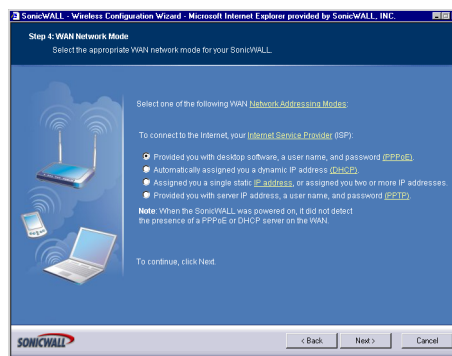 SonicWALL - Wireless Configuration Wizard - Microsoft Internet Explorer provided by SonicWALL, INC.
Step 4: WAN Network Mode
Select the appropriate WAN network mode for your SonicWALL.
Select one of the following WAN Network Addressing Modes:
To connect to the Internet, your Internet Service Provider (ISP):
Provided you with desktop software, a user name, and password (PPPoE).
Automatically assigned you a dynamic IP address (DHCP).
Assigned you a single static IP address, or assigned you two or more IP addresses.
Provided you with server IP address, a user name, and password (PPTP).
Note: When the SonicWALL was powered on, it did not detect
the presence of a PPPoE or DHCP server on the WAN.
To continue, click Next.
SONICWALL
< Back
Next >
Cancel